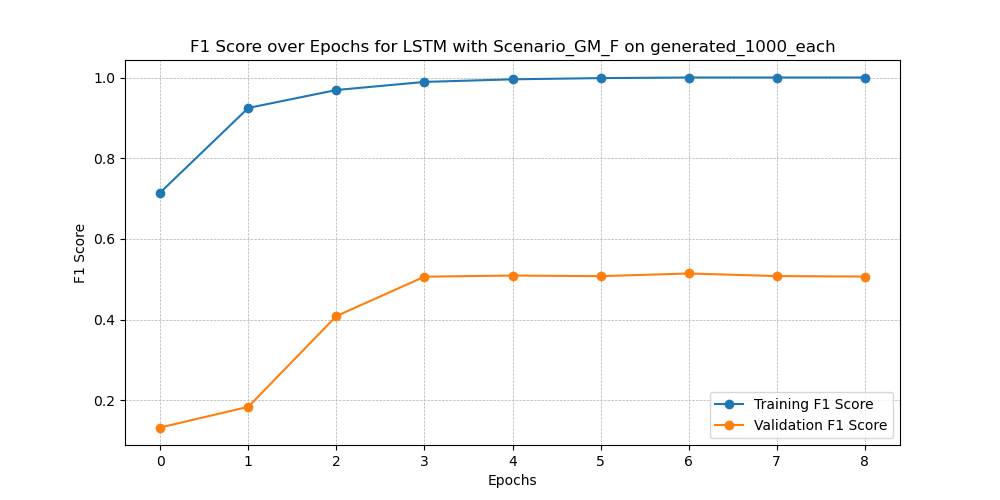 F1 Score over Epochs for LSTM with Scenario_GM_F on generated_1000_each
1.0
0.8
0.6
0.4
0.2
F1 Score
0 1 2 3 4 5 6 7 8
Epochs
Training F1 Score
Validation F1 Score